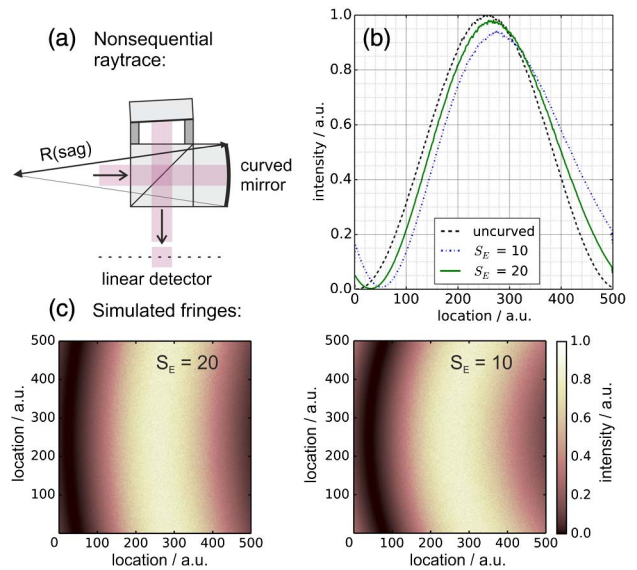 (a) Nonsequential
raytrace:
R(sag)
curved
mirror
linear detector
(b)
intensity / a.u.
1.0
0.8
0.6
0.4
0.2
0.0
0 100 200 300 400 500
location / a.u.
uncurved
S_E = 10
S_E = 20
(c) Simulated fringes:
location / a.u.
500
400
300
200
100
0 100 200 300 400 500
location / a.u.
S_E = 20
location / a.u.
500
400
300
200
100
0 100 200 300 400 500
location / a.u.
S_E = 10
1.0
0.8
0.6
0.4
0.2
0.0
intensity / a.u.